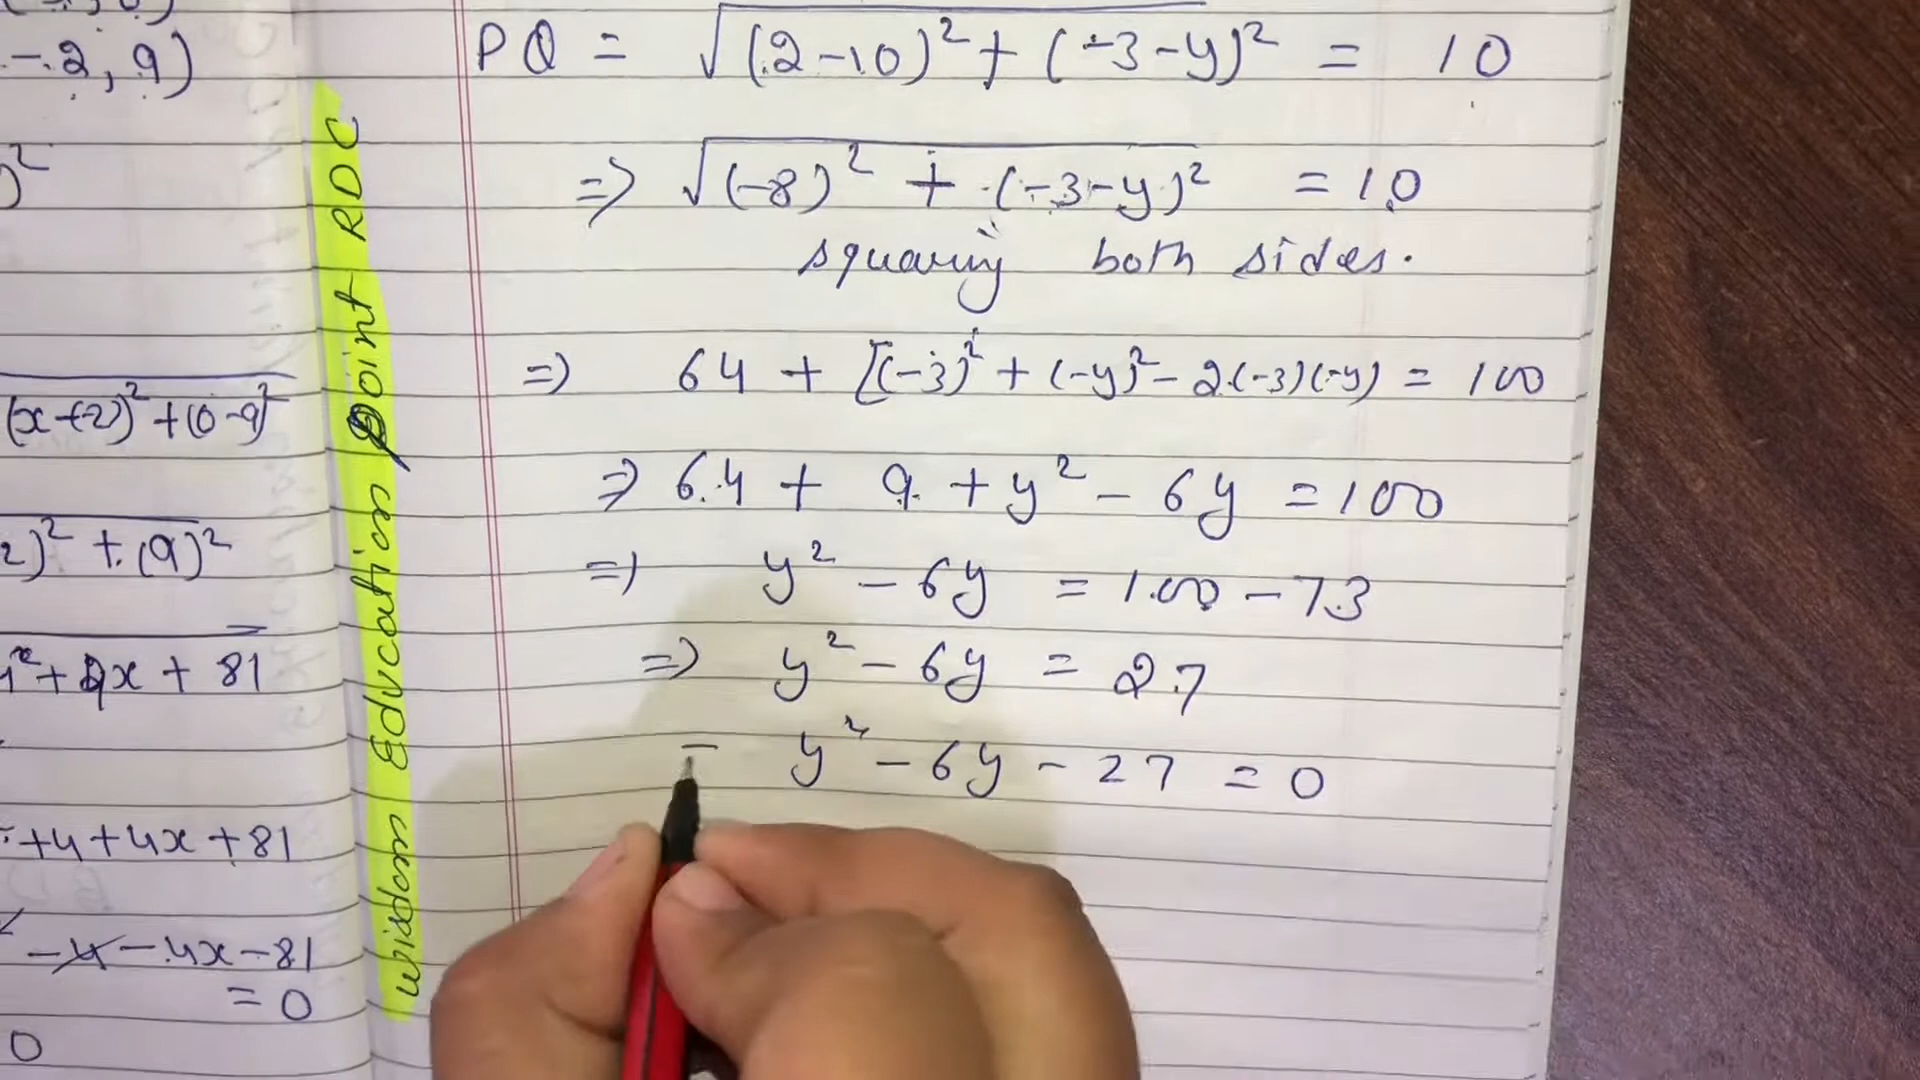 -2, 9)
)²
(x-(-2))² + (0-9)²
2)² + (9)²
+ 81
+4 + 4x + 81
-4 - 4x - 81
= 0
0
Wisdom Education Point RDC
PQ = √(2-10)² + (-3-y)² = 10
=> √(-8)² + (-3-y)² = 10
squaring both sides.
=> 64 + [(-3)² + (-y)² - 2(-3)(-y) = 100
=> 64 + 9 + y² - 6y = 100
=> y² - 6y = 100 - 73
=> y² - 6y = 27
- y² - 6y - 27 = 0